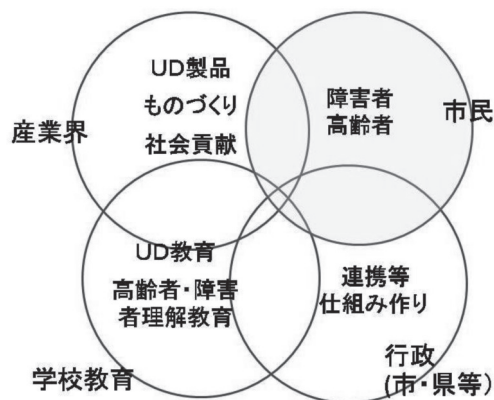 UD製品
ものづくり
社会貢献
産業界
障害者
高齢者
市民
UD教育
高齢者・障害
者理解教育
学校教育
連携等
仕組み作り
行政
(市・県等)